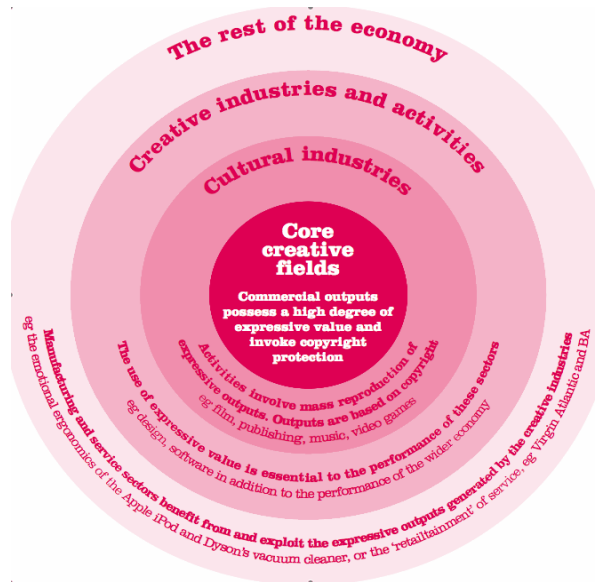 The rest of the economy
Creative industries and activities
Cultural industries
Core
creative
fields
Commercial outputs
possess a high degree of
expressive value and
invoke copyright
protection
Activities involve mass reproduction of
expressive outputs. Outputs are based on copyright
eg film, publishing, music, video games
The use of expressive value is essential to the performance of these sectors
eg design, software in addition to the performance of the wider economy
Manufacturing and service sectors benefit from and exploit the expressive outputs generated by the creative industries
eg the emotional ergonomics of the Apple iPod and Dyson's vacuum cleaner, or the 'retailtainment' of service, eg Virgin Atlantic and BA